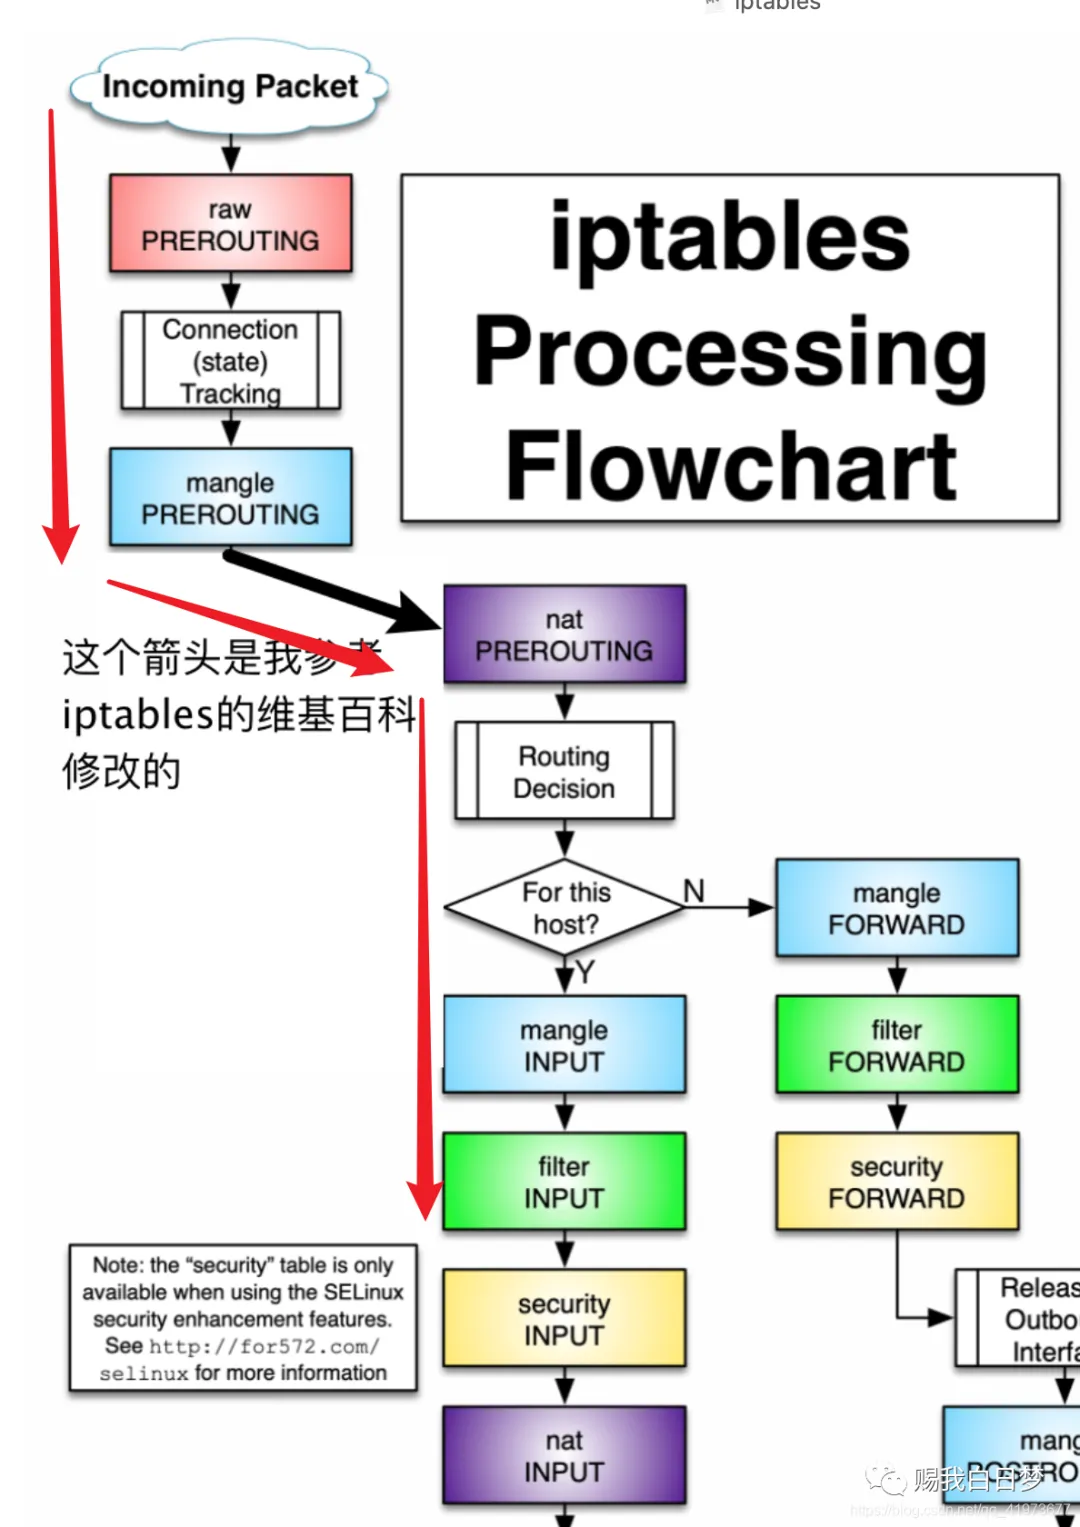 iptables
Incoming Packet
raw
PREROUTING
Connection
(state)
Tracking
mangle
PREROUTING
iptables
Processing
Flowchart
这个箭头是我参考
iptables的维基百科
修改的
nat
PREROUTING
Routing
Decision
For this
host?
N
Y
mangle
FORWARD
mangle
INPUT
filter
FORWARD
filter
INPUT
security
FORWARD
Note: the “security” table is only
available when using the SELinux
security enhancement features.
See http://for572.com/
selinux for more information
security
INPUT
Releas
Outbo
Interfa
nat
INPUT
mang
POSTRO
赐我白日梦
https://blog.csdn.net/qq_41973677